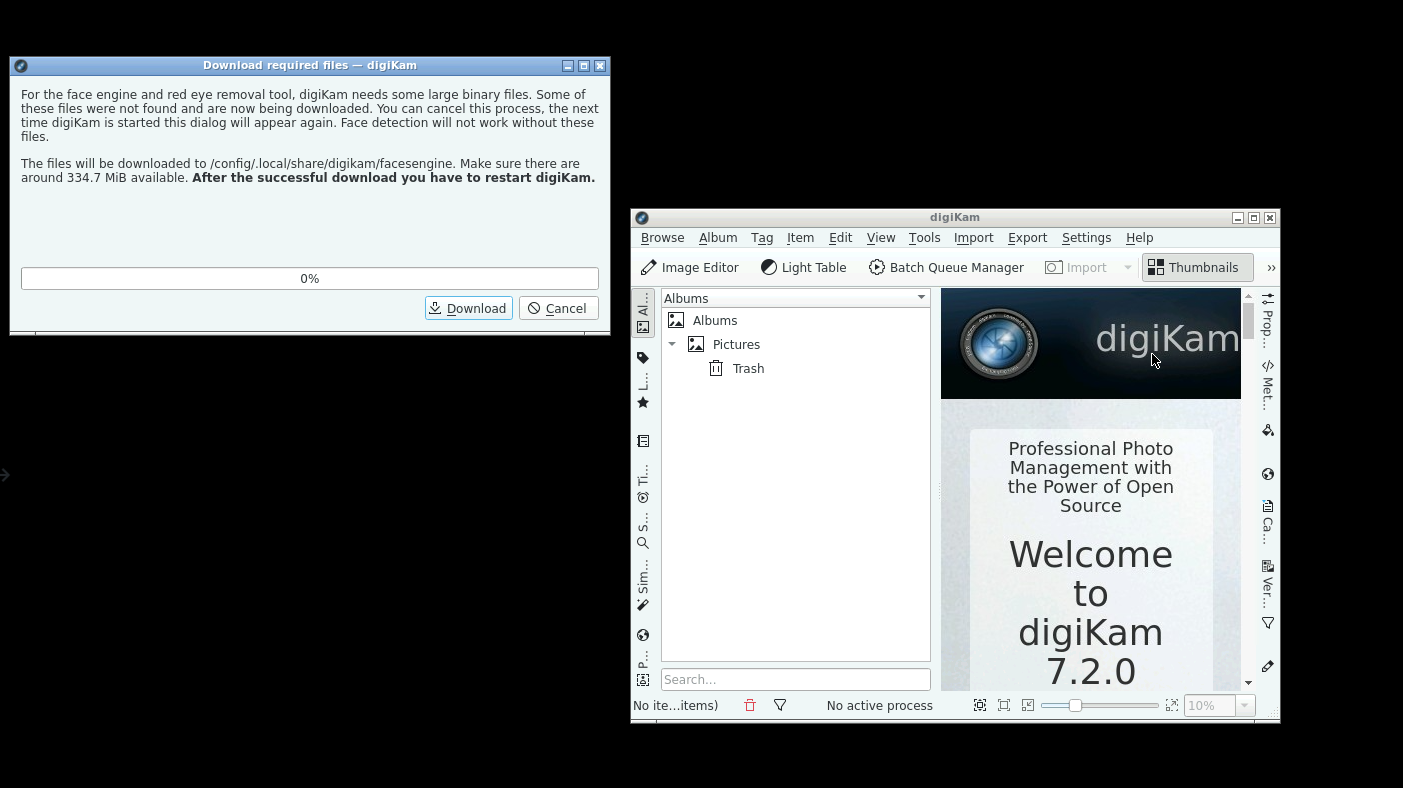 Download required files — digiKam
For the face engine and red eye removal tool, digiKam needs some large binary files. Some of
these files were not found and are now being downloaded. You can cancel this process, the next
time digiKam is started this dialog will appear again. Face detection will not work without these
files.
The files will be downloaded to /config/.local/share/digikam/facesengine. Make sure there are
around 334.7 MiB available. After the successful download you have to restart digiKam.
0%
Download
Cancel
digiKam
Browse Album Tag Item Edit View Tools Import Export Settings Help
Image Editor Light Table Batch Queue Manager Import Thumbnails »
Al...
L...
Ti...
S...
Sim...
P...
Albums
Albums
Pictures
Trash
Search...
digiKam
Professional Photo
Management with
the Power of Open
Source
Welcome
to
digiKam
7.2.0
Prop...
Met...
Ca...
Ver...
No ite...items)
No active process
10%